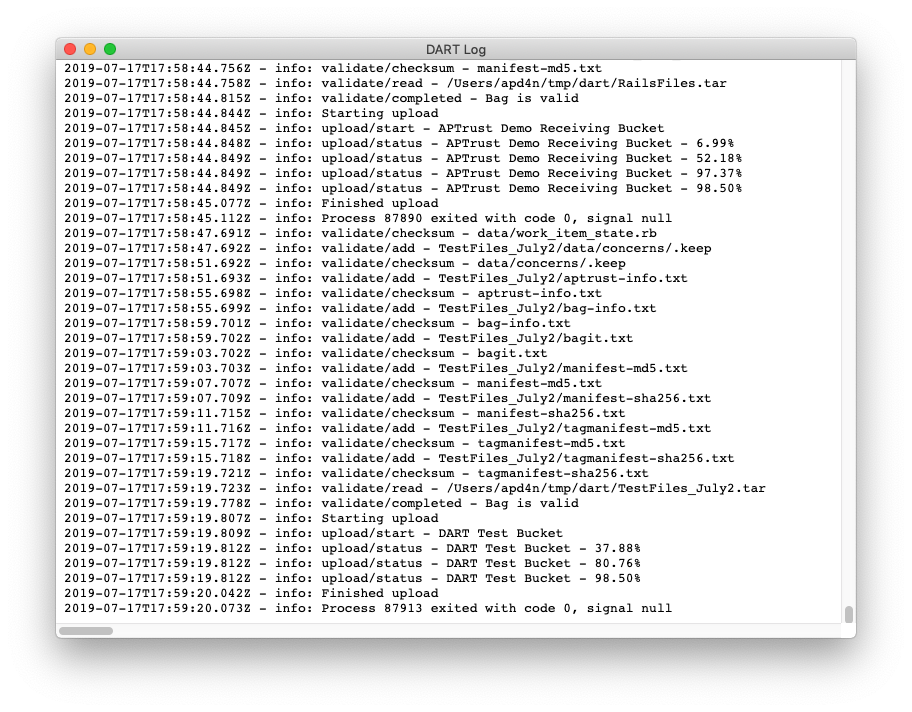 DART Log
2019-07-17T17:58:44.756Z - info: validate/checksum - manifest-md5.txt
2019-07-17T17:58:44.758Z - info: validate/read - /Users/apd4n/tmp/dart/RailsFiles.tar
2019-07-17T17:58:44.815Z - info: validate/completed - Bag is valid
2019-07-17T17:58:44.844Z - info: Starting upload
2019-07-17T17:58:44.845Z - info: upload/start - APTrust Demo Receiving Bucket
2019-07-17T17:58:44.848Z - info: upload/status - APTrust Demo Receiving Bucket - 6.99%
2019-07-17T17:58:44.849Z - info: upload/status - APTrust Demo Receiving Bucket - 52.18%
2019-07-17T17:58:44.849Z - info: upload/status - APTrust Demo Receiving Bucket - 97.37%
2019-07-17T17:58:44.849Z - info: upload/status - APTrust Demo Receiving Bucket - 98.50%
2019-07-17T17:58:45.077Z - info: Finished upload
2019-07-17T17:58:45.112Z - info: Process 87890 exited with code 0, signal null
2019-07-17T17:58:47.691Z - info: validate/checksum - data/work_item_state.rb
2019-07-17T17:58:47.692Z - info: validate/add - TestFiles_July2/data/concerns/.keep
2019-07-17T17:58:51.692Z - info: validate/checksum - data/concerns/.keep
2019-07-17T17:58:51.693Z - info: validate/add - TestFiles_July2/aptrust-info.txt
2019-07-17T17:58:55.698Z - info: validate/checksum - aptrust-info.txt
2019-07-17T17:58:55.699Z - info: validate/add - TestFiles_July2/bag-info.txt
2019-07-17T17:58:59.701Z - info: validate/checksum - bag-info.txt
2019-07-17T17:58:59.702Z - info: validate/add - TestFiles_July2/bagit.txt
2019-07-17T17:59:03.702Z - info: validate/checksum - bagit.txt
2019-07-17T17:59:03.703Z - info: validate/add - TestFiles_July2/manifest-md5.txt
2019-07-17T17:59:07.707Z - info: validate/checksum - manifest-md5.txt
2019-07-17T17:59:07.709Z - info: validate/add - TestFiles_July2/manifest-sha256.txt
2019-07-17T17:59:11.715Z - info: validate/checksum - manifest-sha256.txt
2019-07-17T17:59:11.716Z - info: validate/add - TestFiles_July2/tagmanifest-md5.txt
2019-07-17T17:59:15.717Z - info: validate/checksum - tagmanifest-md5.txt
2019-07-17T17:59:15.718Z - info: validate/add - TestFiles_July2/tagmanifest-sha256.txt
2019-07-17T17:59:19.721Z - info: validate/checksum - tagmanifest-sha256.txt
2019-07-17T17:59:19.723Z - info: validate/read - /Users/apd4n/tmp/dart/TestFiles_July2.tar
2019-07-17T17:59:19.778Z - info: validate/completed - Bag is valid
2019-07-17T17:59:19.807Z - info: Starting upload
2019-07-17T17:59:19.809Z - info: upload/start - DART Test Bucket
2019-07-17T17:59:19.812Z - info: upload/status - DART Test Bucket - 37.88%
2019-07-17T17:59:19.812Z - info: upload/status - DART Test Bucket - 80.76%
2019-07-17T17:59:19.812Z - info: upload/status - DART Test Bucket - 98.50%
2019-07-17T17:59:20.042Z - info: Finished upload
2019-07-17T17:59:20.073Z - info: Process 87913 exited with code 0, signal null